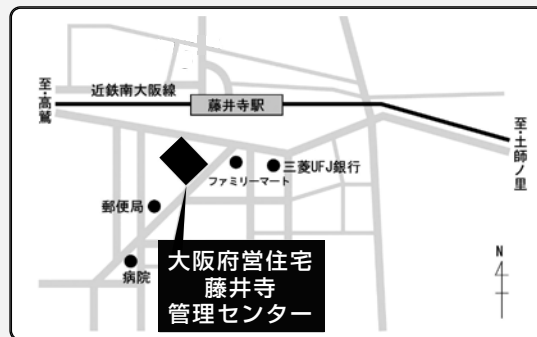 近鉄南大阪線
藤井寺駅
至・高鷲
至・土師ノ里
三菱UFJ銀行
ファミリーマート
郵便局
病院
大阪府営住宅
藤井寺
管理センター
N